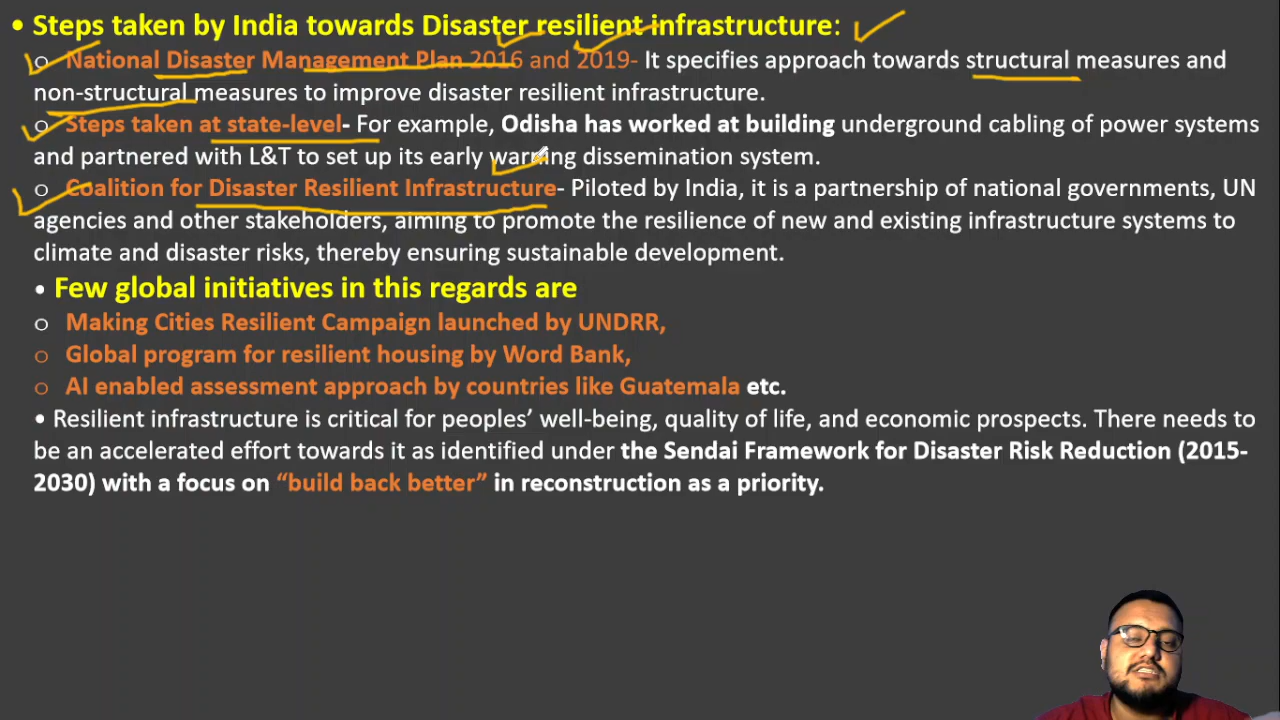 • Steps taken by India towards Disaster resilient infrastructure:
o National Disaster Management Plan 2016 and 2019- It specifies approach towards structural measures and
non-structural measures to improve disaster resilient infrastructure.
o Steps taken at state-level- For example, Odisha has worked at building underground cabling of power systems
and partnered with L&T to set up its early warning dissemination system.
o Coalition for Disaster Resilient Infrastructure- Piloted by India, it is a partnership of national governments, UN
agencies and other stakeholders, aiming to promote the resilience of new and existing infrastructure systems to
climate and disaster risks, thereby ensuring sustainable development.
• Few global initiatives in this regards are
o Making Cities Resilient Campaign launched by UNDRR,
o Global program for resilient housing by Word Bank,
o AI enabled assessment approach by countries like Guatemala etc.
• Resilient infrastructure is critical for peoples’ well-being, quality of life, and economic prospects. There needs to
be an accelerated effort towards it as identified under the Sendai Framework for Disaster Risk Reduction (2015-
2030) with a focus on “build back better” in reconstruction as a priority.